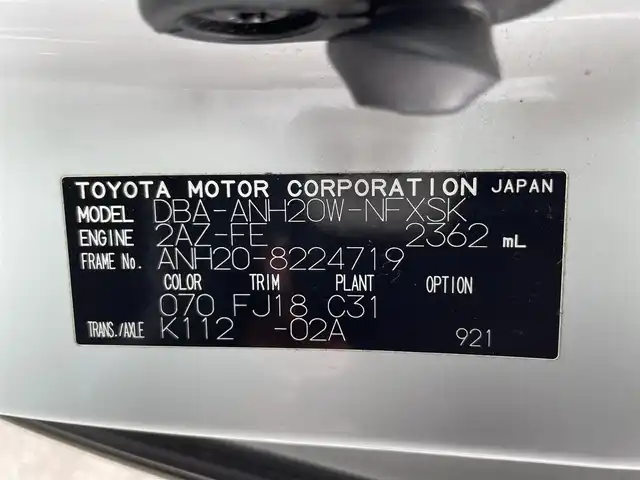 TOYOTA MOTOR CORPORATION JAPAN
MODEL DBA-ANH20W-NFXSK
ENGINE 2AZ-FE 2362 mL
FRAME No. ANH20-8224719
COLOR TRIM PLANT OPTION
070 FJ18 C31
TRANS./AXLE K112 -02A 921